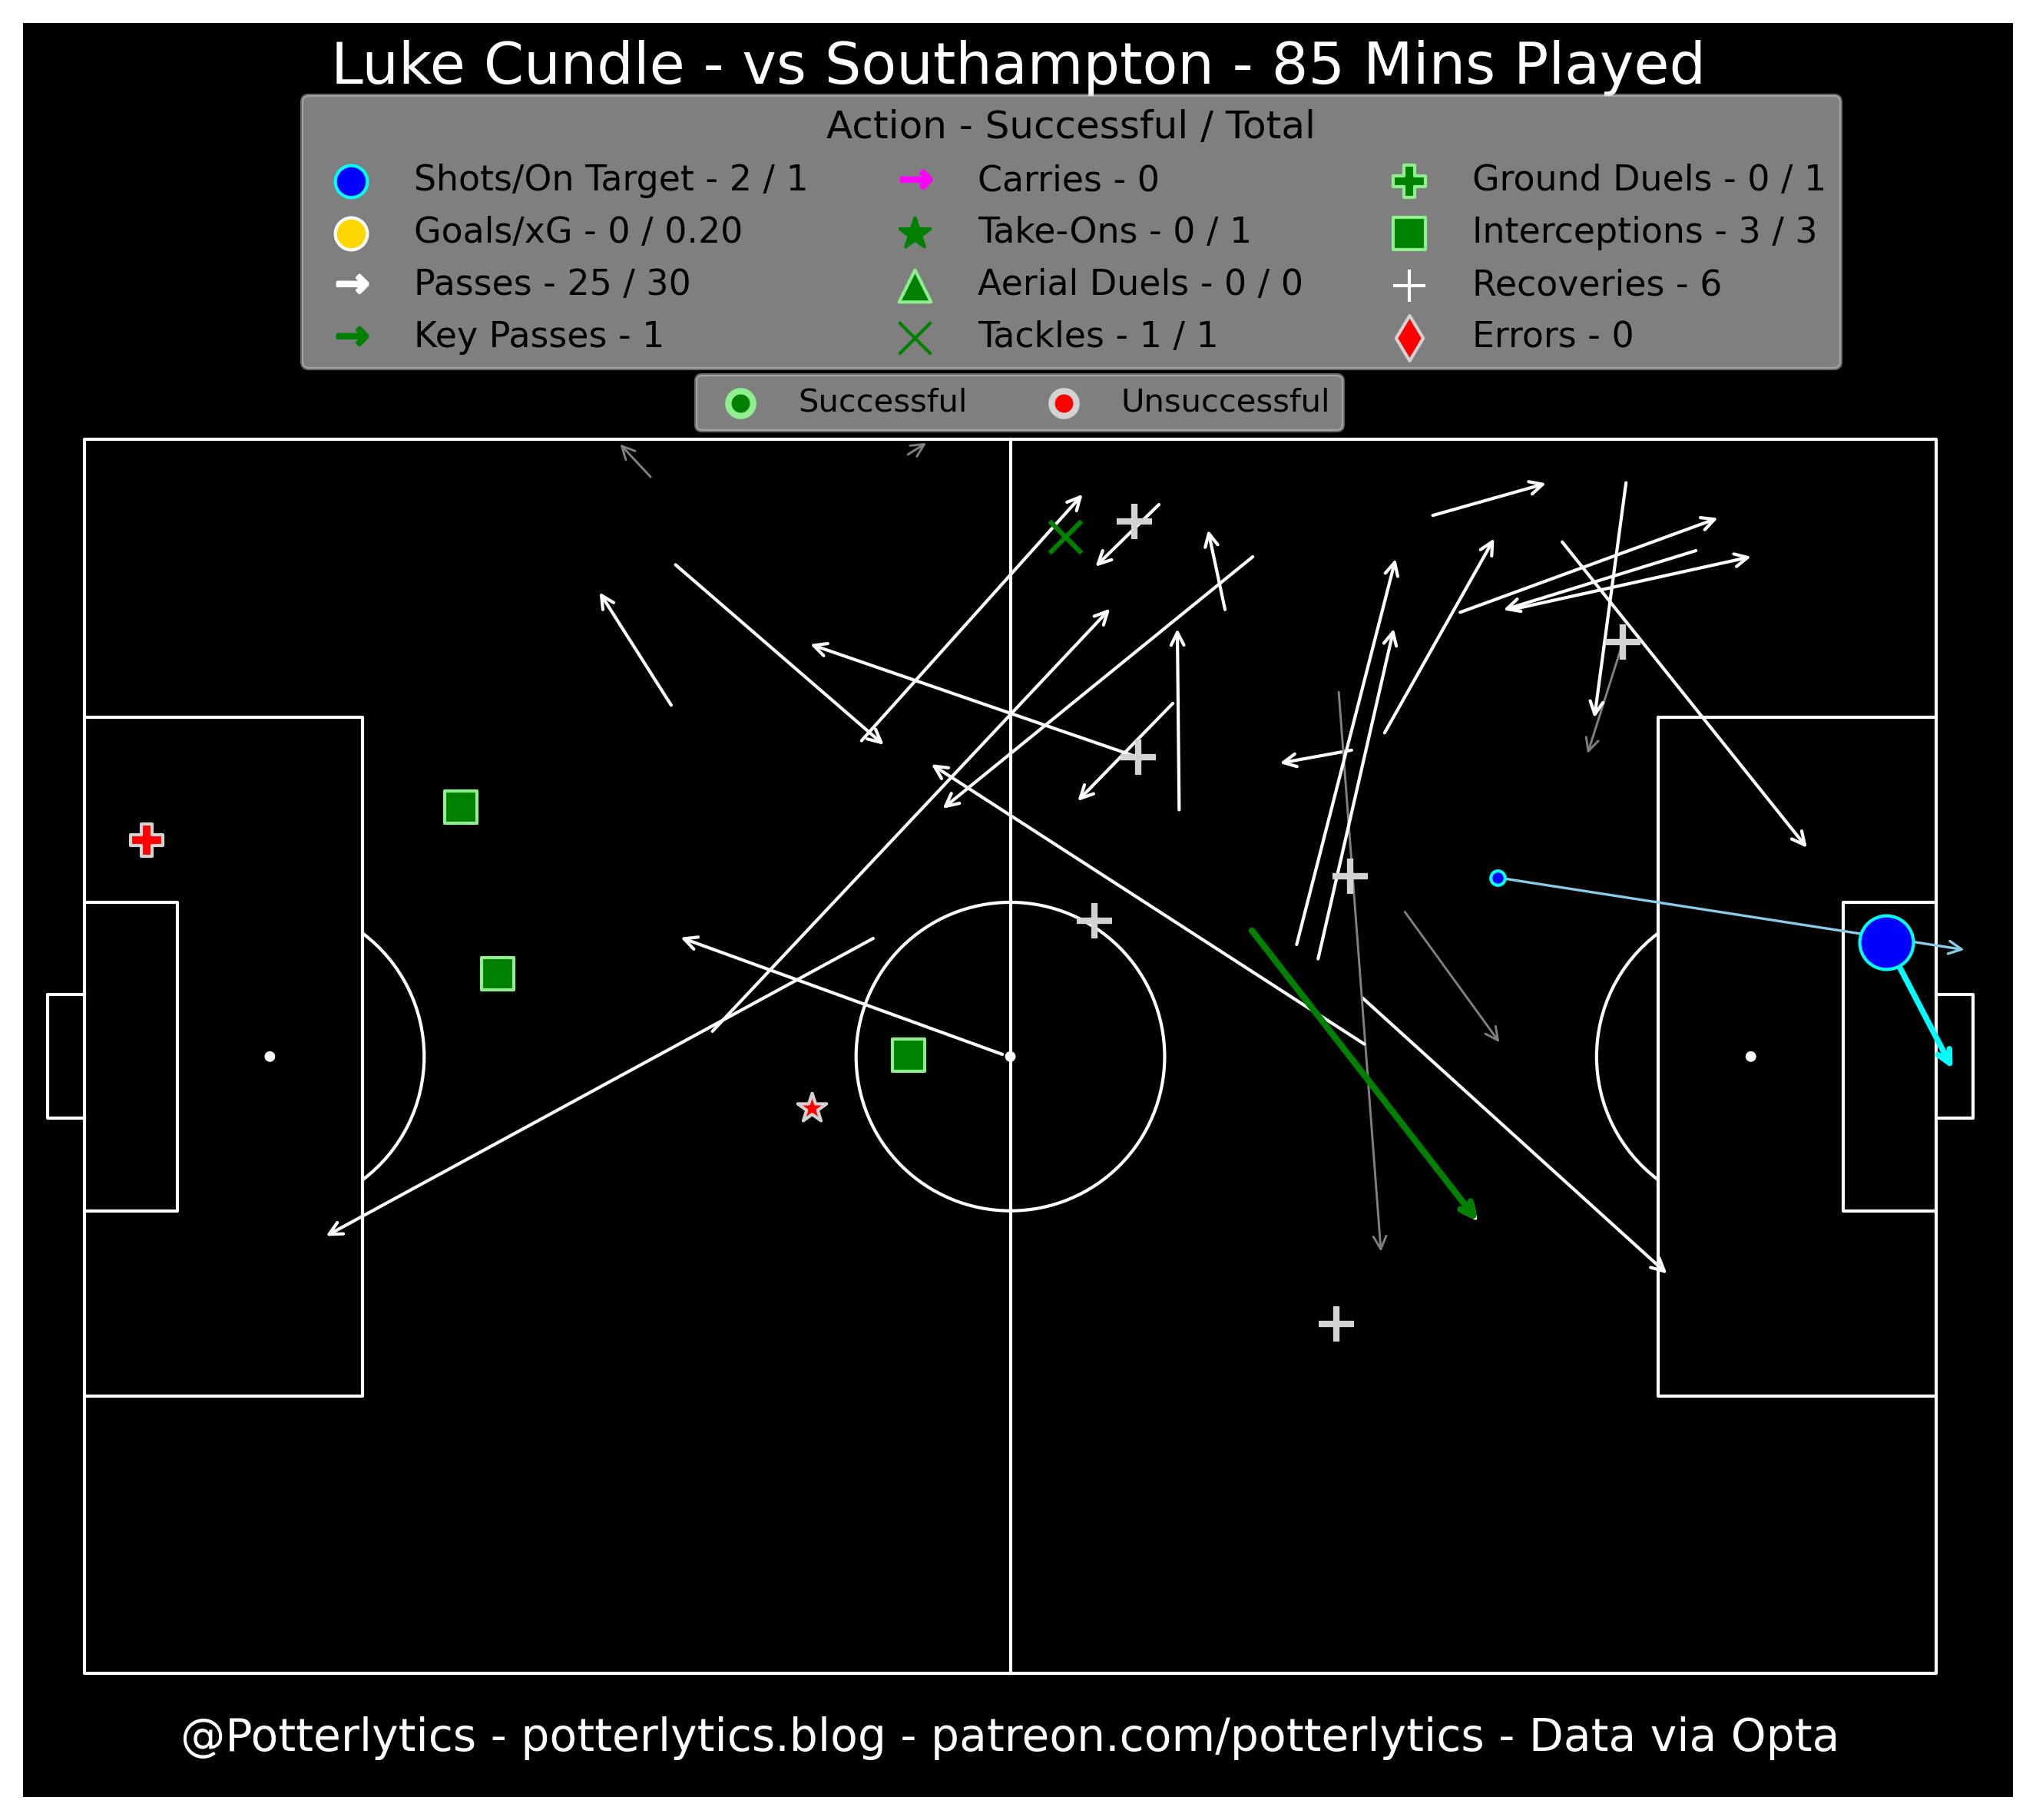 Luke Cundle - vs Southampton - 85 Mins Played
Action - Successful / Total
Shots/On Target - 2 / 1
Goals/xG - 0 / 0.20
Passes - 25 / 30
Key Passes - 1
Carries - 0
Take-Ons - 0 / 1
Aerial Duels - 0 / 0
Tackles - 1 / 1
Ground Duels - 0 / 1
Interceptions - 3 / 3
Recoveries - 6
Errors - 0
Successful
Unsuccessful
@Potterlytics - potterlytics.blog - patreon.com/potterlytics - Data via Opta